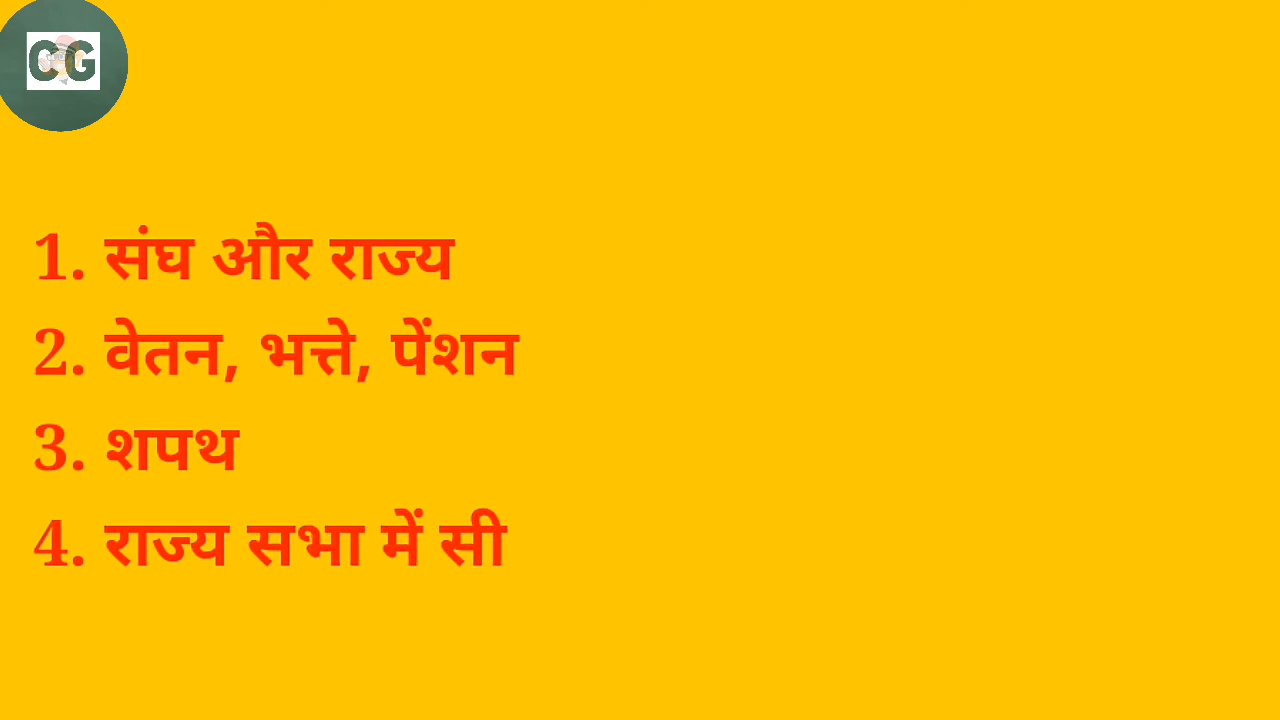 CG
1. संघ और राज्य
2. वेतन, भत्ते, पेंशन
3. शपथ
4. राज्य सभा में सी